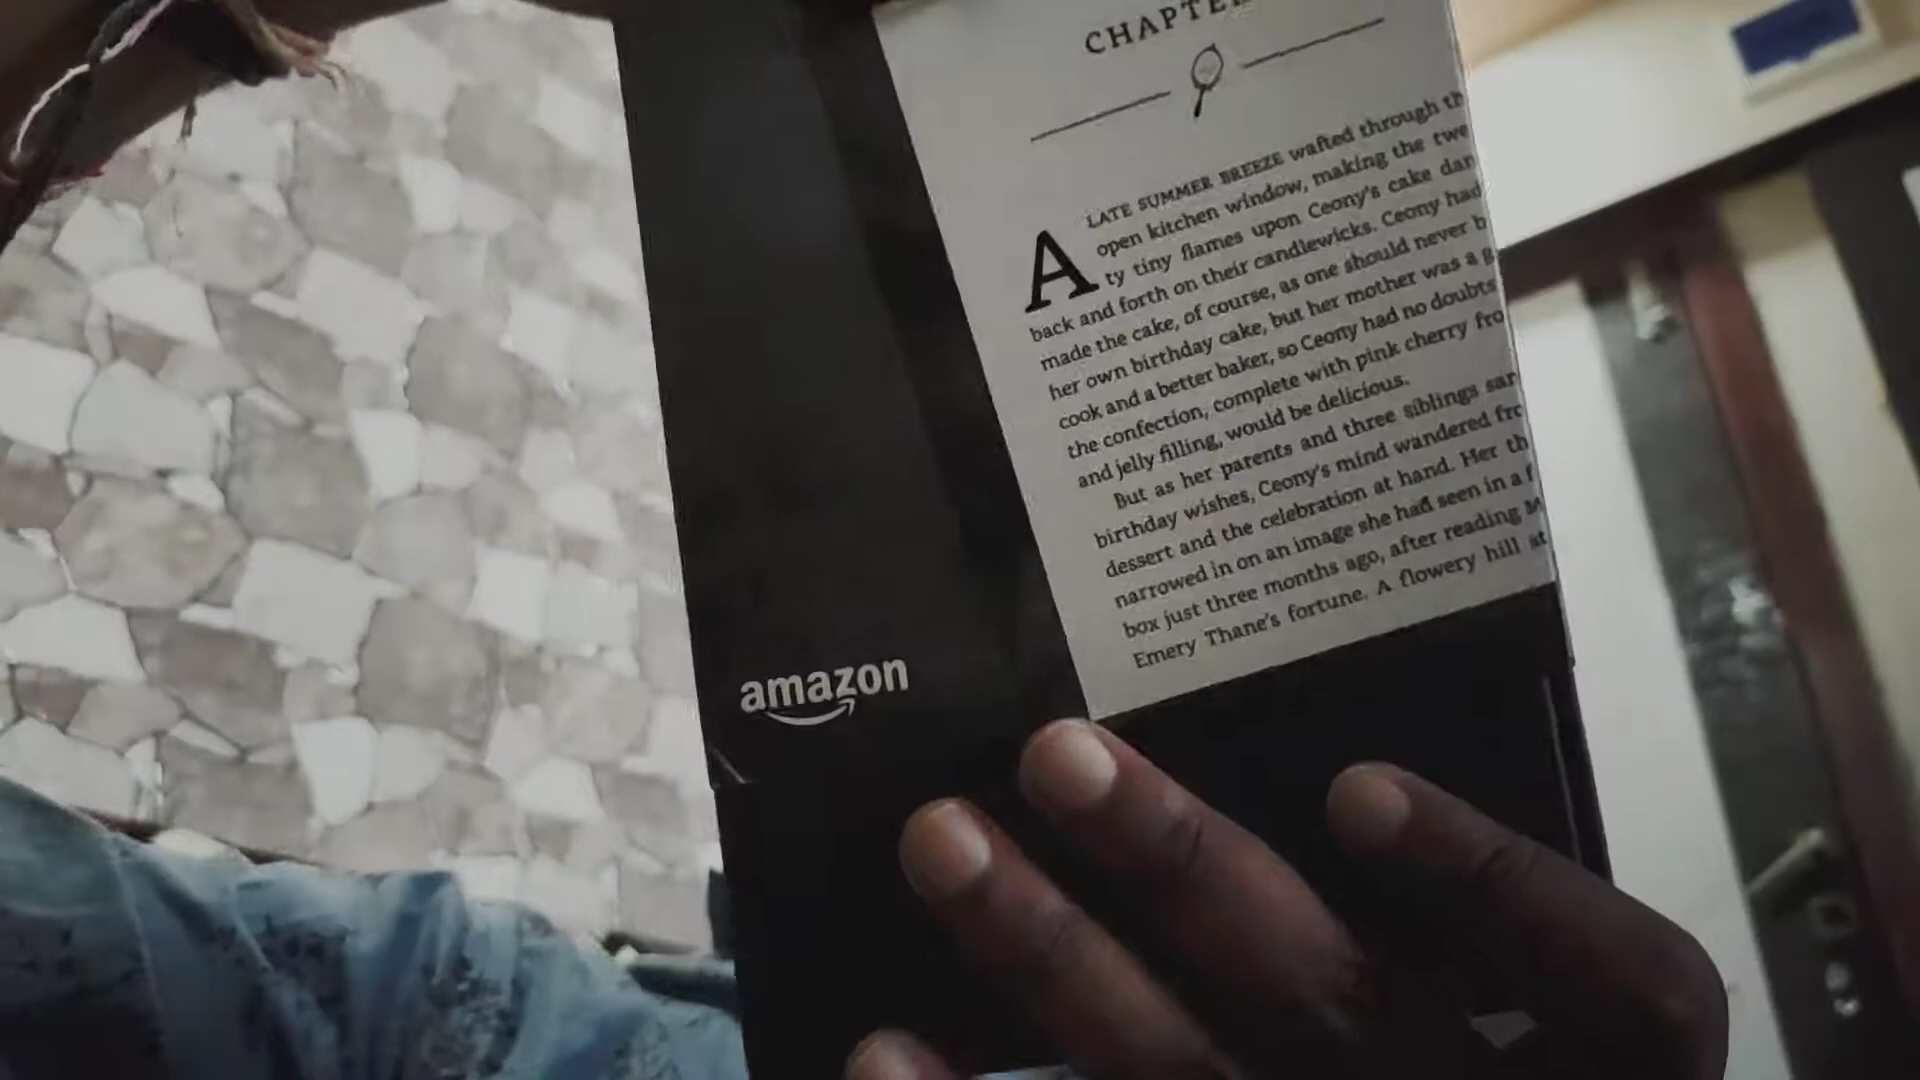 CHAPTE
A LATE SUMMER BREEZE wafted through th
open kitchen window, making the twe
ty tiny flames upon Ceony's cake dan
back and forth on their candlewicks. Ceony had
made the cake, of course, as one should never b
her own birthday cake, but her mother was a g
cook and a better baker, so Ceony had no doubts
the confection, complete with pink cherry fro
and jelly filling, would be delicious.
But as her parents and three siblings san
birthday wishes, Ceony's mind wandered fro
dessert and the celebration at hand. Her th
narrowed in on an image she had seen in a f
box just three months ago, after reading M
Emery Thane's fortune. A flowery hill at
amazon